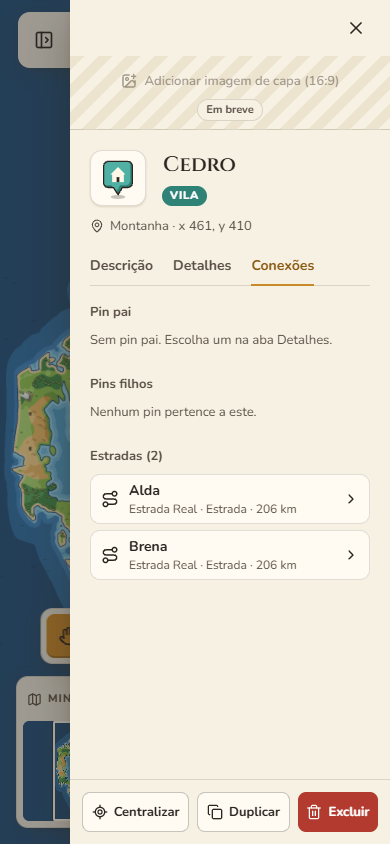 Adicionar imagem de capa (16:9)
Em breve
Cedro
VILA
Montanha · x 461, y 410
Descrição Detalhes Conexões
Pin pai
Sem pin pai. Escolha um na aba Detalhes.
Pins filhos
Nenhum pin pertence a este.
Estradas (2)
Alda
Estrada Real · Estrada · 206 km
Brena
Estrada Real · Estrada · 206 km
MIN
Centralizar Duplicar Excluir